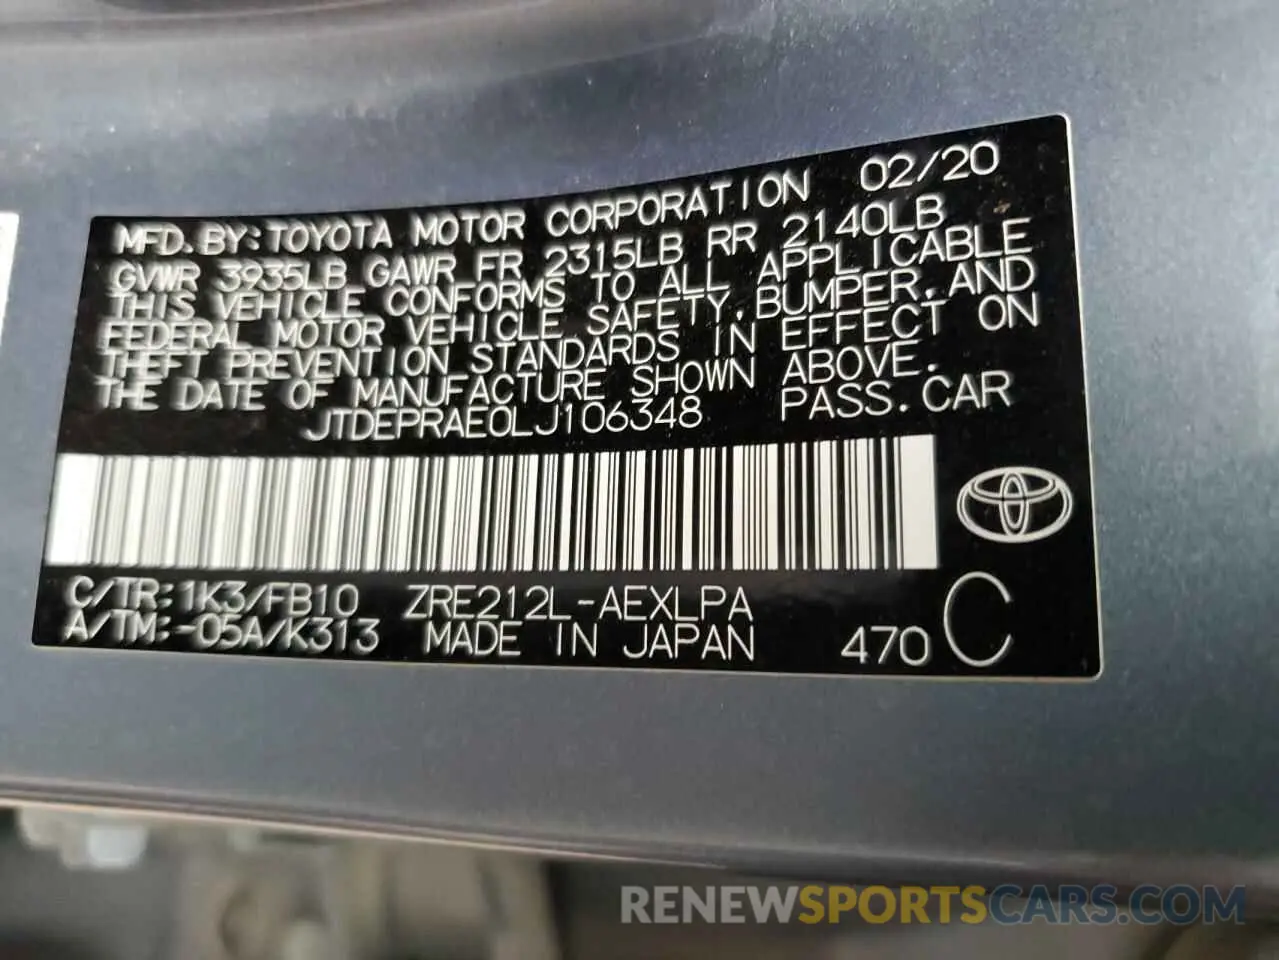 MFD. BY: TOYOTA MOTOR CORPORATION 02/20
GVWR 3935LB GAWR FR 2315LB RR 2140LB
THIS VEHICLE CONFORMS TO ALL APPLICABLE
FEDERAL MOTOR VEHICLE SAFETY, BUMPER, AND
THEFT PREVENTION STANDARDS IN EFFECT ON
THE DATE OF MANUFACTURE SHOWN ABOVE.
JTDEPRAE0LJ106348 PASS. CAR
C/TR: 1K3/FB10 ZRE212L-AEXLPA
A/TM: -05A/K313 MADE IN JAPAN 470 C
RENEWSPORTSCARS.COM